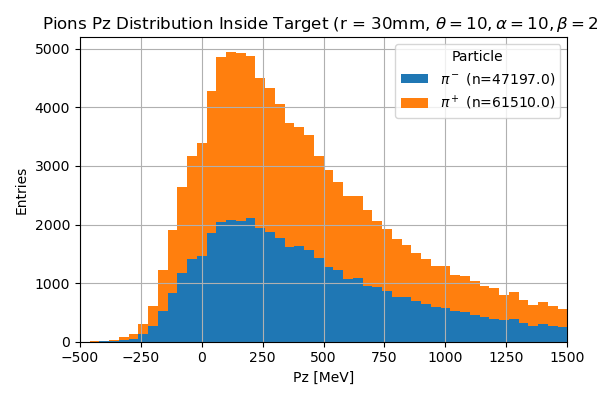 Pions Pz Distribution Inside Target (r = 30mm, θ = 10, α = 10, β = 2
Particle
π⁻ (n=47197.0)
π⁺ (n=61510.0)
5000
4000
3000
2000
1000
0
Entries
−500 −250 0 250 500 750 1000 1250 1500
Pz [MeV]